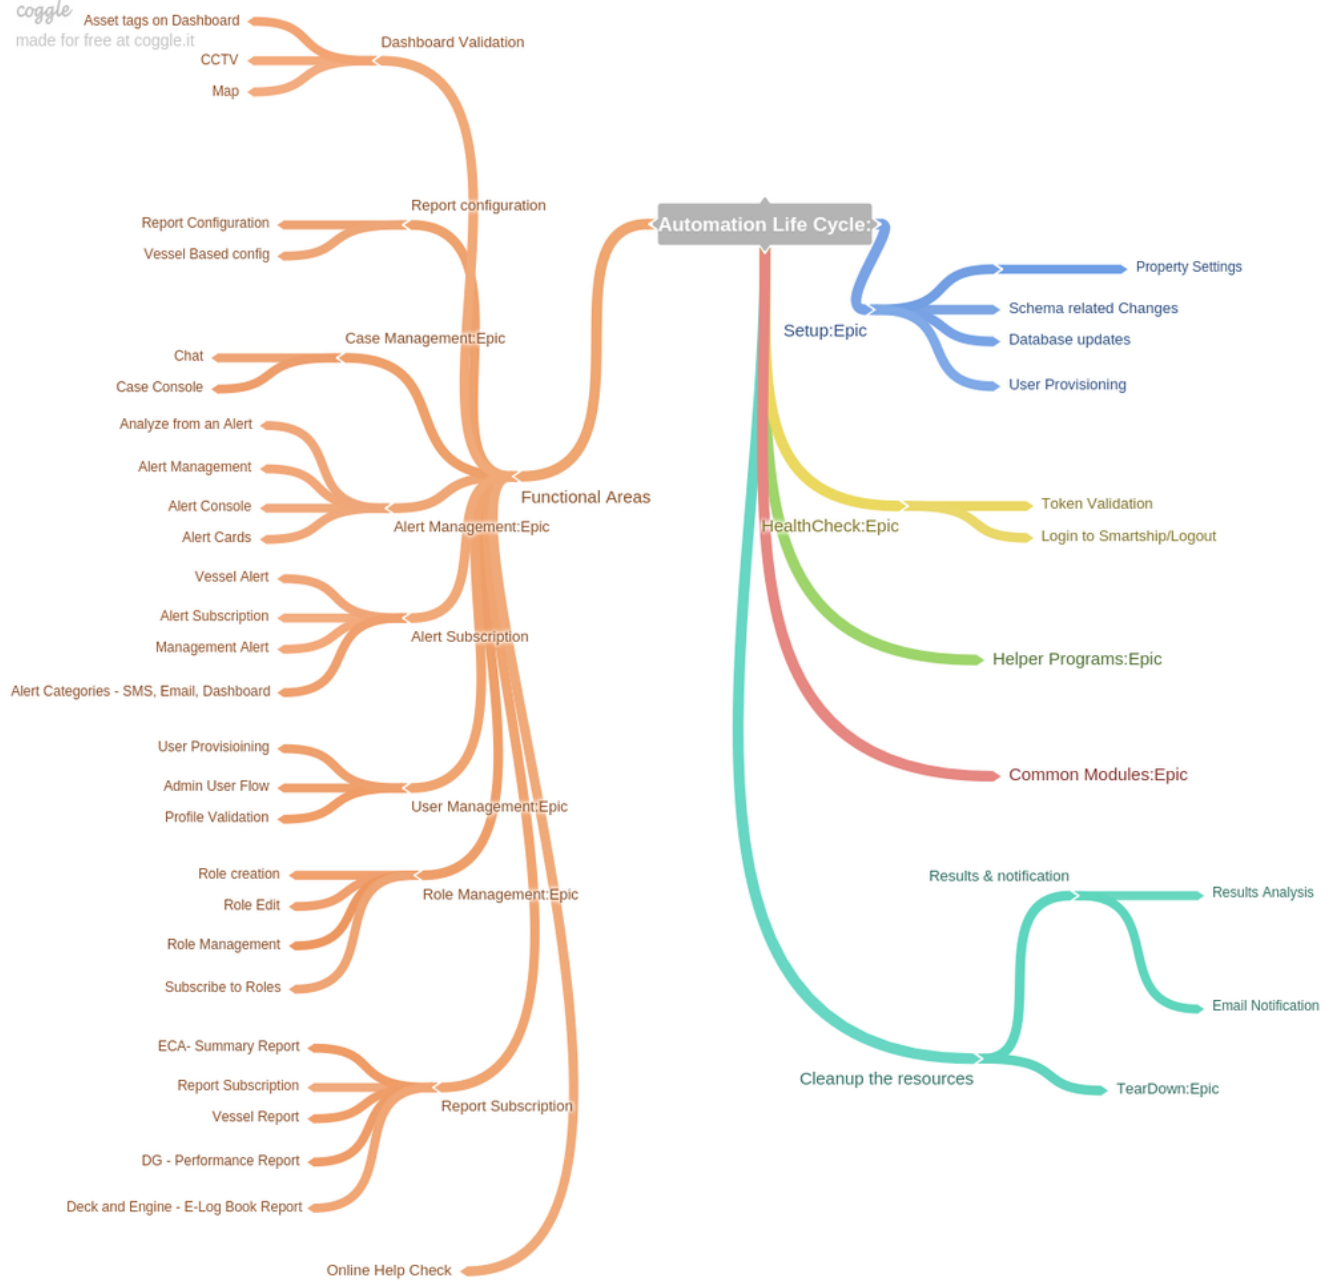 coggle
made for free at coggle.it
Automation Life Cycle:
Functional Areas
Dashboard Validation
Asset tags on Dashboard
CCTV
Map
Report configuration
Report Configuration
Vessel Based config
Case Management:Epic
Chat
Case Console
Alert Management:Epic
Analyze from an Alert
Alert Management
Alert Console
Alert Cards
Alert Subscription
Vessel Alert
Alert Subscription
Management Alert
Alert Categories - SMS, Email, Dashboard
User Management:Epic
User Provisioining
Admin User Flow
Profile Validation
Role Management:Epic
Role creation
Role Edit
Role Management
Subscribe to Roles
Report Subscription
ECA- Summary Report
Report Subscription
Vessel Report
DG - Performance Report
Deck and Engine - E-Log Book Report
Online Help Check
Setup:Epic
Property Settings
Schema related Changes
Database updates
User Provisioning
HealthCheck:Epic
Token Validation
Login to Smartship/Logout
Helper Programs:Epic
Common Modules:Epic
Cleanup the resources
Results & notification
Results Analysis
Email Notification
TearDown:Epic